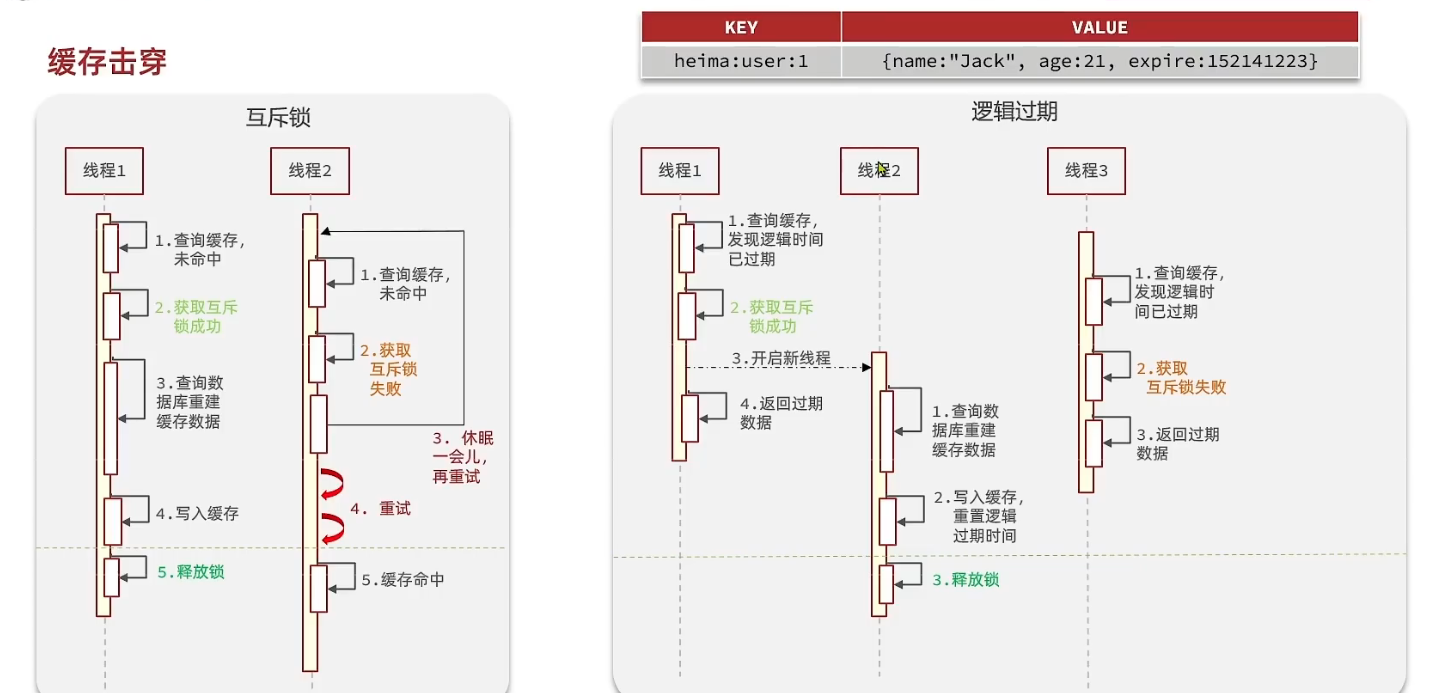 缓存击穿
KEY
VALUE
heima:user:1
{name:"Jack", age:21, expire:152141223}
互斥锁
线程1
线程2
1.查询缓存，
未命中
2.获取互斥
锁成功
3.查询数
据库重建
缓存数据
4.写入缓存
5.释放锁
1.查询缓存，
未命中
2.获取
互斥锁
失败
3. 休眠
一会儿，
再重试
4. 重试
5.缓存命中
逻辑过期
线程1
线程2
线程3
1.查询缓存，
发现逻辑时间
已过期
2.获取互斥
锁成功
3.开启新线程
4.返回过期
数据
1.查询数
据库重建
缓存数据
2.写入缓存，
重置逻辑
过期时间
3.释放锁
1.查询缓存，
发现逻辑时
间已过期
2.获取
互斥锁失败
3.返回过期
数据